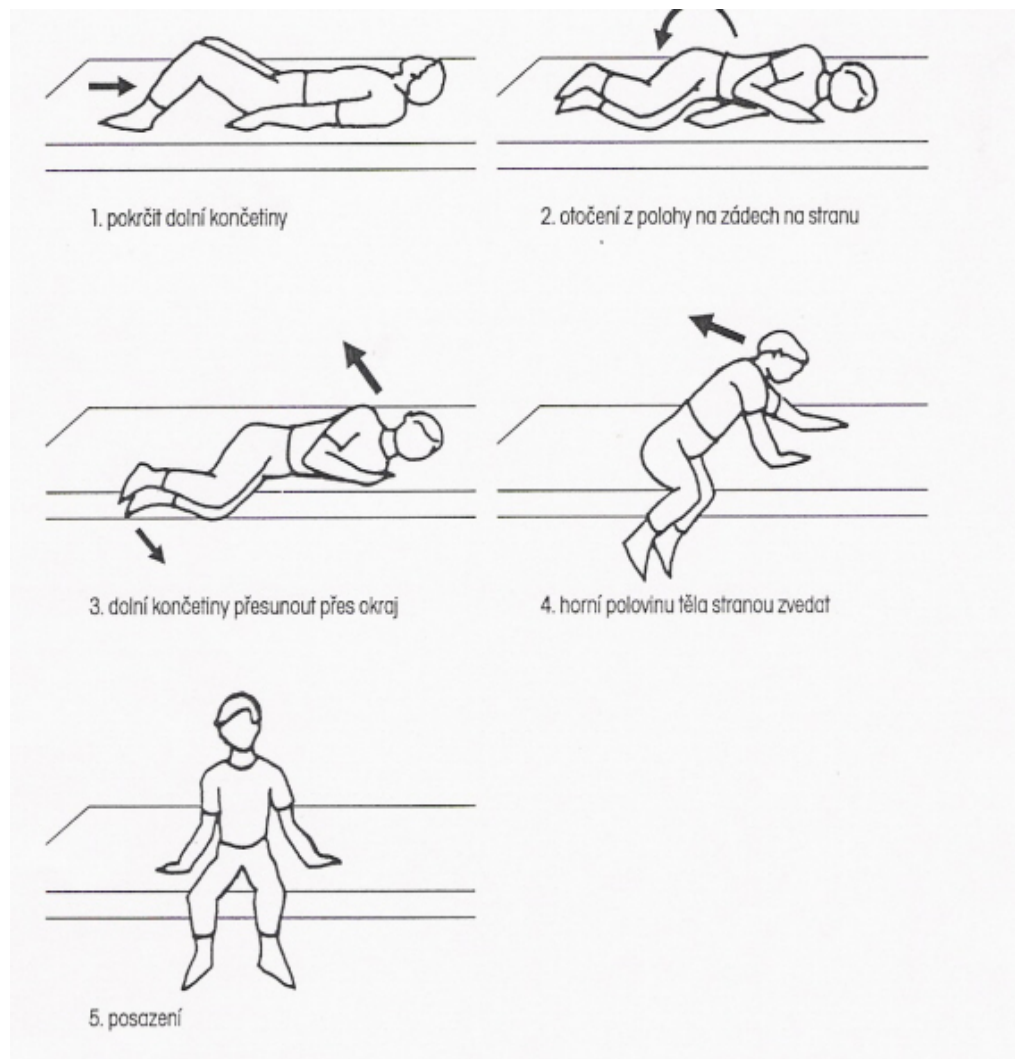 1. pokrčit dolní končetiny
2. otočení z polohy na zádech na stranu
3. dolní končetiny přesunout přes okraj
4. horní polovinu těla stranou zvedat
5. posazení